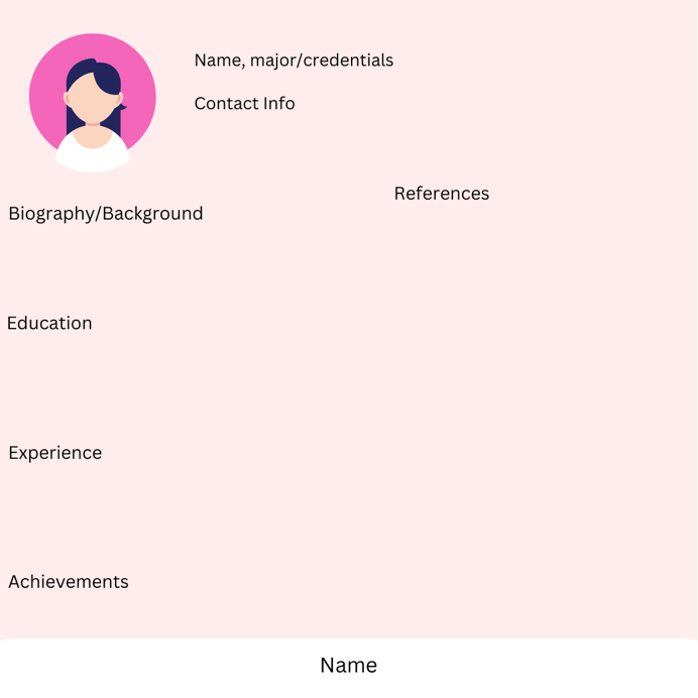 Name, major/credentials
Contact Info
References
Biography/Background
Education
Experience
Achievements
Name